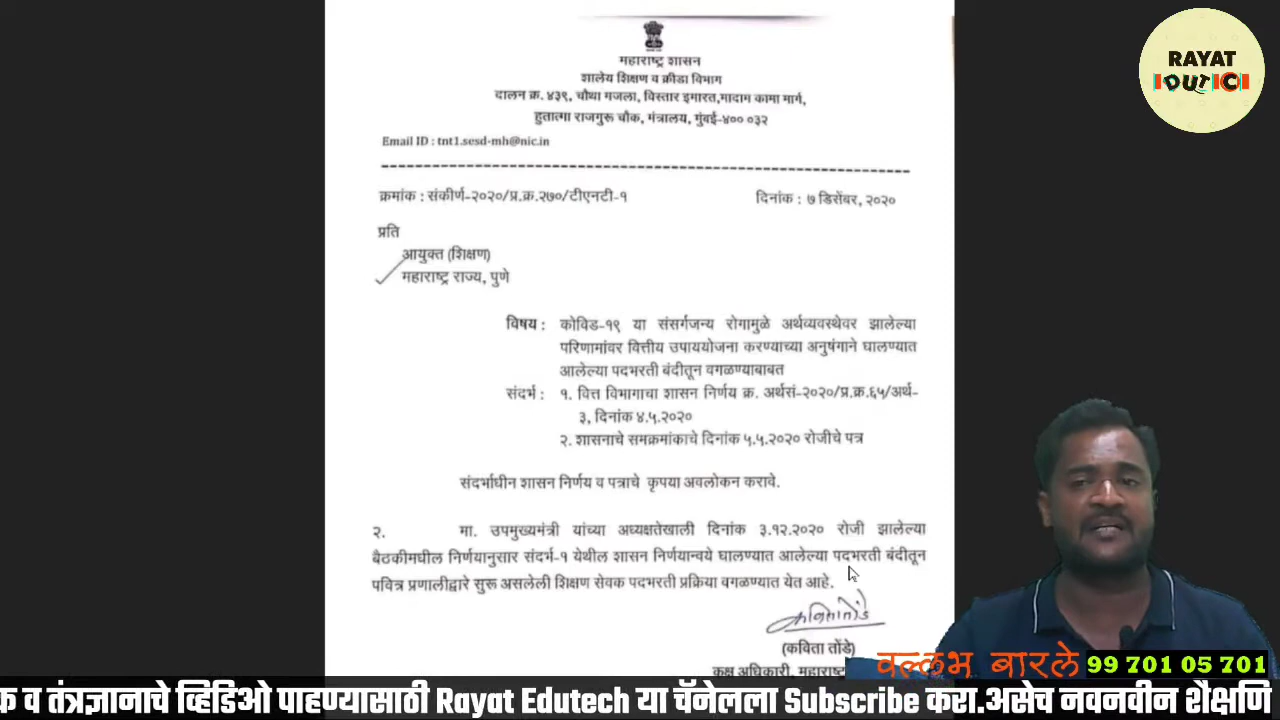 महाराष्ट्र शासन
शालेय शिक्षण व क्रीडा विभाग
दालन क्र. ४३९, चौथा मजला, विस्तार इमारत,मादाम कामा मार्ग,
हुतात्मा राजगुरू चौक, मंत्रालय, मुंबई-४०० ०३२
Email ID : tnt1.sesd-mh@nic.in
क्रमांक : संकीर्ण-२०२०/प्र.क्र.२७०/टीएनटी-१ दिनांक : ७ डिसेंबर, २०२०
प्रति
आयुक्त (शिक्षण)
महाराष्ट्र राज्य, पुणे
विषय : कोविड-१९ या संसर्गजन्य रोगामुळे अर्थव्यवस्थेवर झालेल्या
परिणामांवर वित्तीय उपाययोजना करण्याच्या अनुषंगाने घालण्यात
आलेल्या पदभरती बंदीतून वगळण्याबाबत
संदर्भ : १. वित्त विभागाचा शासन निर्णय क्र. अर्थसं-२०२०/प्र.क्र.६५/अर्थ-
३, दिनांक ४.५.२०२०
२. शासनाचे समक्रमांकाचे दिनांक ५.५.२०२० रोजीचे पत्र
संदर्भाधीन शासन निर्णय व पत्राचे कृपया अवलोकन करावे.
२. मा. उपमुख्यमंत्री यांच्या अध्यक्षतेखाली दिनांक ३.१२.२०२० रोजी झालेल्या
बैठकीमधील निर्णयानुसार संदर्भ-१ येथील शासन निर्णयान्वये घालण्यात आलेल्या पदभरती बंदीतून
पवित्र प्रणालीद्वारे सुरू असलेली शिक्षण सेवक पदभरती प्रक्रिया वगळण्यात येत आहे.
(कविता तोंडे)
कक्ष अधिकारी, महाराष्ट्र
RAYAT
वल्लभ बारले 99 701 05 701
क व तंत्रज्ञानाचे व्हिडिओ पाहण्यासाठी Rayat Edutech या चॅनेलला Subscribe करा.असेच नवनवीन शैक्षणि